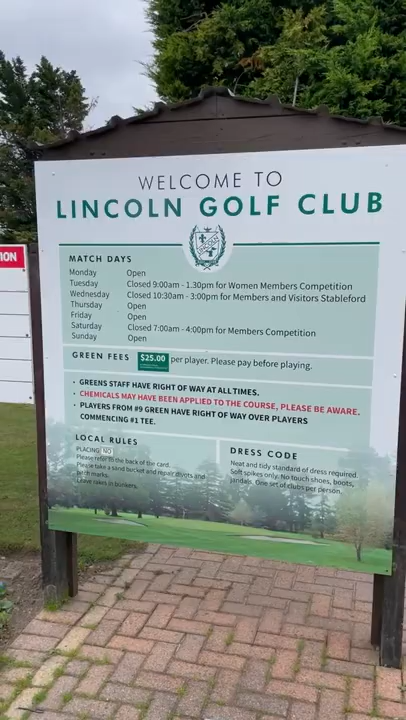 ION
WELCOME TO
LINCOLN GOLF CLUB
MATCH DAYS
Monday Open
Tuesday Closed 9:00am - 1.30pm for Women Members Competition
Wednesday Closed 10:30am - 3:00pm for Members and Visitors Stableford
Thursday Open
Friday Open
Saturday Closed 7:00am - 4:00pm for Members Competition
Sunday Open
GREEN FEES $25.00 per player. Please pay before playing.
• GREENS STAFF HAVE RIGHT OF WAY AT ALL TIMES.
• CHEMICALS MAY HAVE BEEN APPLIED TO THE COURSE, PLEASE BE AWARE.
• PLAYERS FROM #9 GREEN HAVE RIGHT OF WAY OVER PLAYERS
COMMENCING #1 TEE.
LOCAL RULES
PLACING NO
Please refer to the back of the card.
Please take a sand bucket and repair divots and
pitch marks.
Leave rakes in bunkers.
DRESS CODE
Neat and tidy standard of dress required.
Soft spikes only. No touch shoes, boots,
jandals. One set of clubs per person.